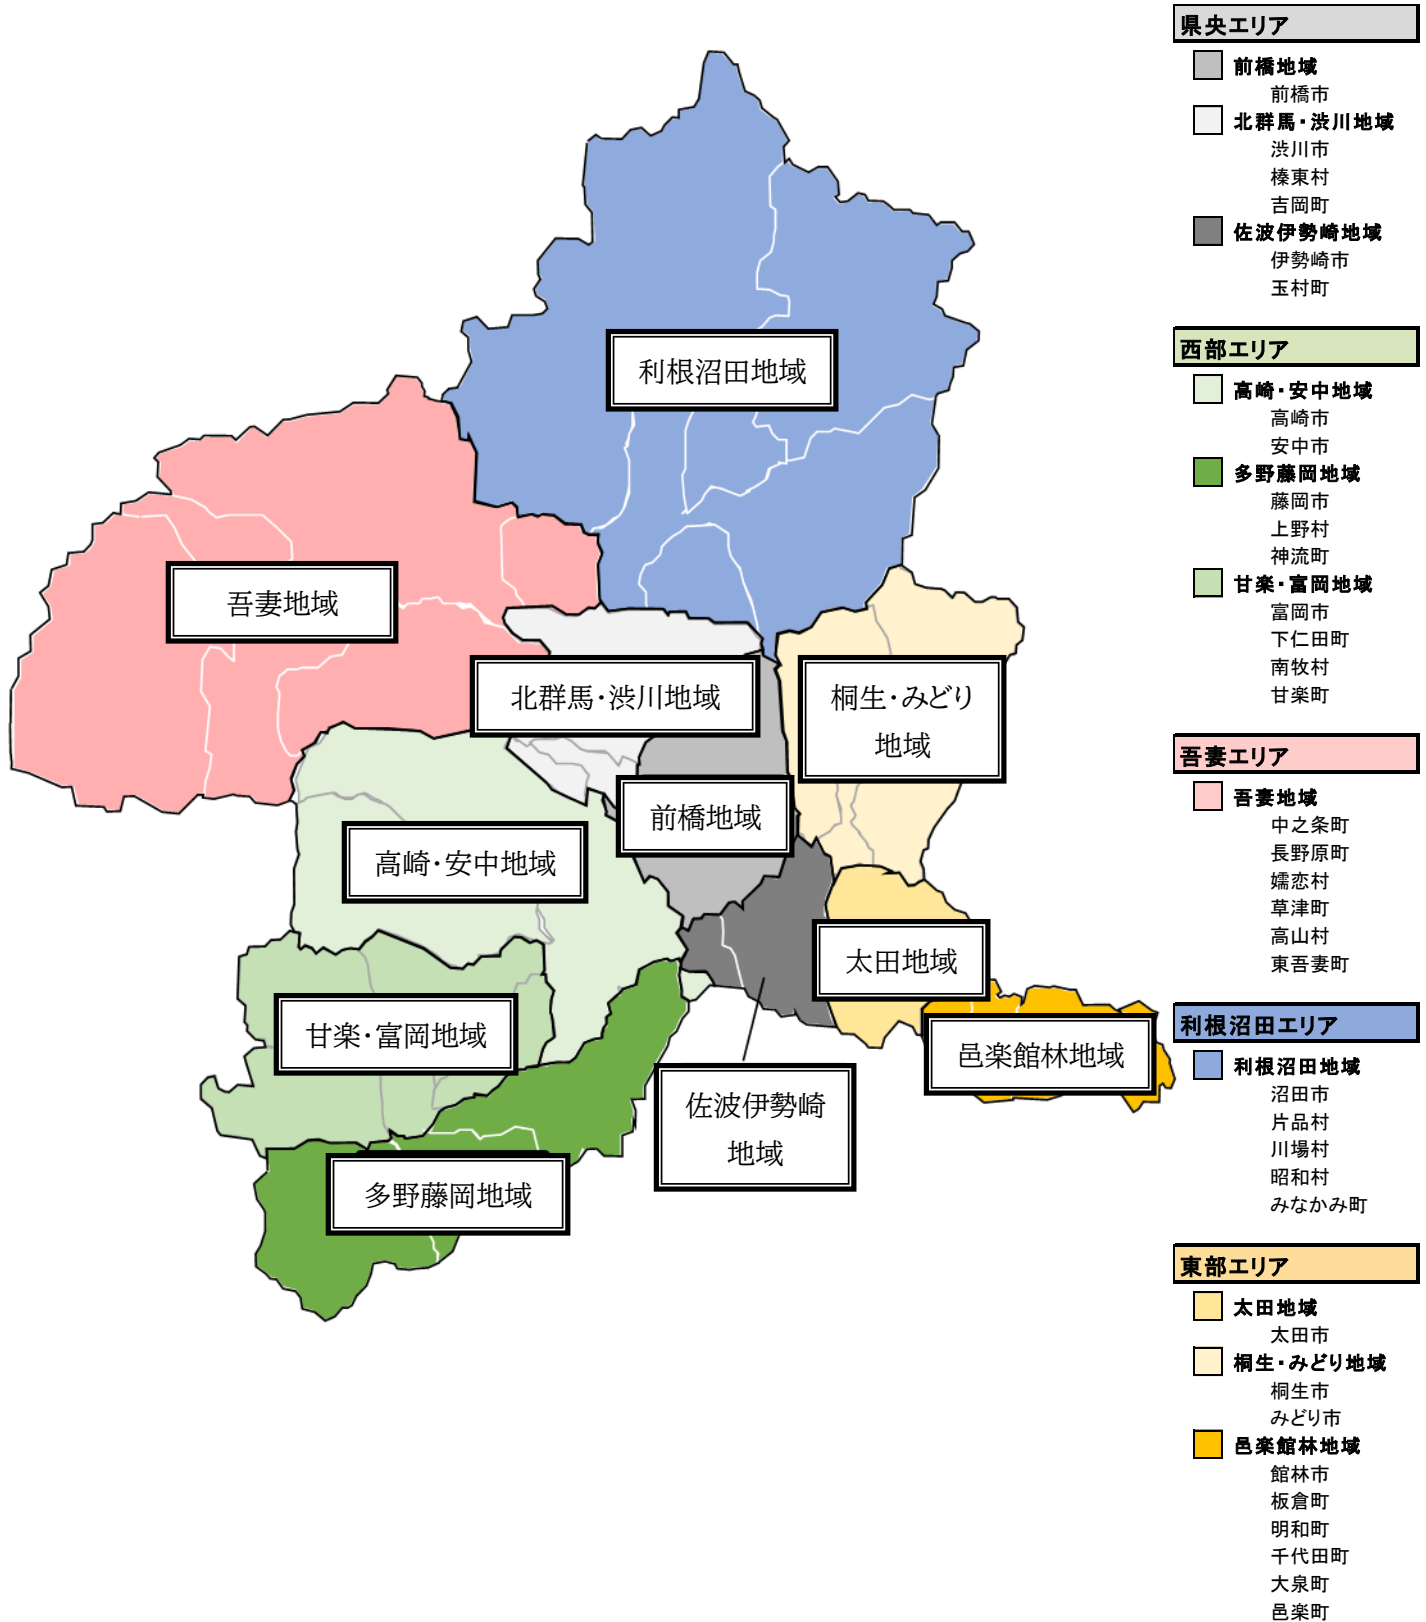 利根沼田地域
吾妻地域
北群馬・渋川地域
桐生・みどり
地域
前橋地域
高崎・安中地域
太田地域
甘楽・富岡地域
邑楽館林地域
佐波伊勢崎
地域
多野藤岡地域
県央エリア
前橋地域
前橋市
北群馬・渋川地域
渋川市
榛東村
吉岡町
佐波伊勢崎地域
伊勢崎市
玉村町
西部エリア
高崎・安中地域
高崎市
安中市
多野藤岡地域
藤岡市
上野村
神流町
甘楽・富岡地域
富岡市
下仁田町
南牧村
甘楽町
吾妻エリア
吾妻地域
中之条町
長野原町
嬬恋村
草津町
高山村
東吾妻町
利根沼田エリア
利根沼田地域
沼田市
片品村
川場村
昭和村
みなかみ町
東部エリア
太田地域
太田市
桐生・みどり地域
桐生市
みどり市
邑楽館林地域
館林市
板倉町
明和町
千代田町
大泉町
邑楽町